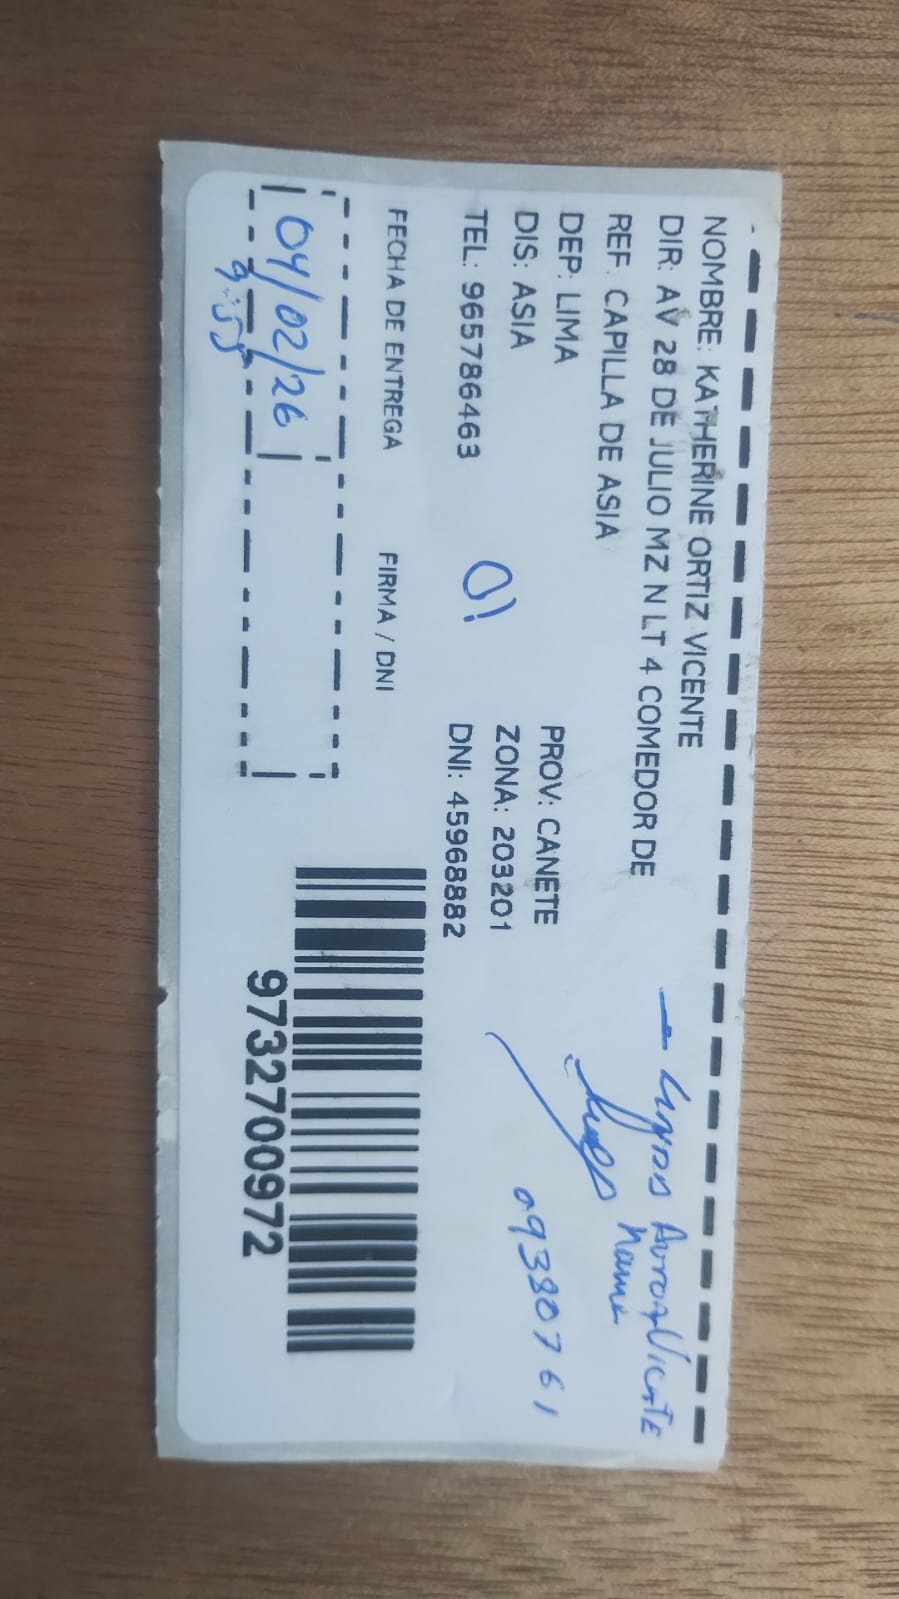 NOMBRE: KATHERINE ORTIZ VICENTE
DIR: AV 28 DE JULIO MZ N LT 4 COMEDOR DE
REF: CAPILLA DE ASIA
DEP: LIMA PROV: CANETE
DIS: ASIA ZONA: 203201
TEL: 965786463 DNI: 45968882
09380761
FECHA DE ENTREGA FIRMA / DNI
04/02/26
9:55
9732700972